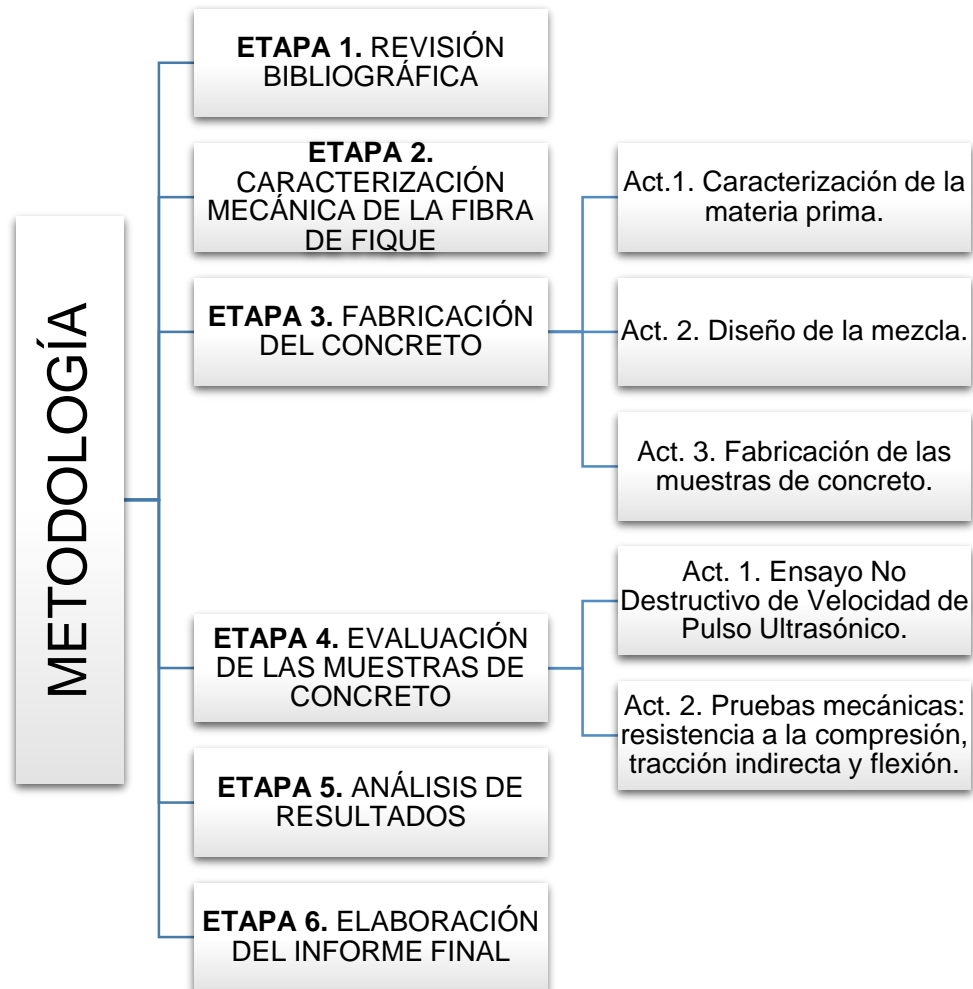 METODOLOGÍA
ETAPA 1. REVISIÓN
BIBLIOGRÁFICA
ETAPA 2.
CARACTERIZACIÓN
MECÁNICA DE LA FIBRA
DE FIQUE
ETAPA 3. FABRICACIÓN
DEL CONCRETO
Act.1. Caracterización de la
materia prima.
Act. 2. Diseño de la mezcla.
Act. 3. Fabricación de las
muestras de concreto.
ETAPA 4. EVALUACIÓN
DE LAS MUESTRAS DE
CONCRETO
Act. 1. Ensayo No
Destructivo de Velocidad de
Pulso Ultrasónico.
Act. 2. Pruebas mecánicas:
resistencia a la compresión,
tracción indirecta y flexión.
ETAPA 5. ANÁLISIS DE
RESULTADOS
ETAPA 6. ELABORACIÓN
DEL INFORME FINAL